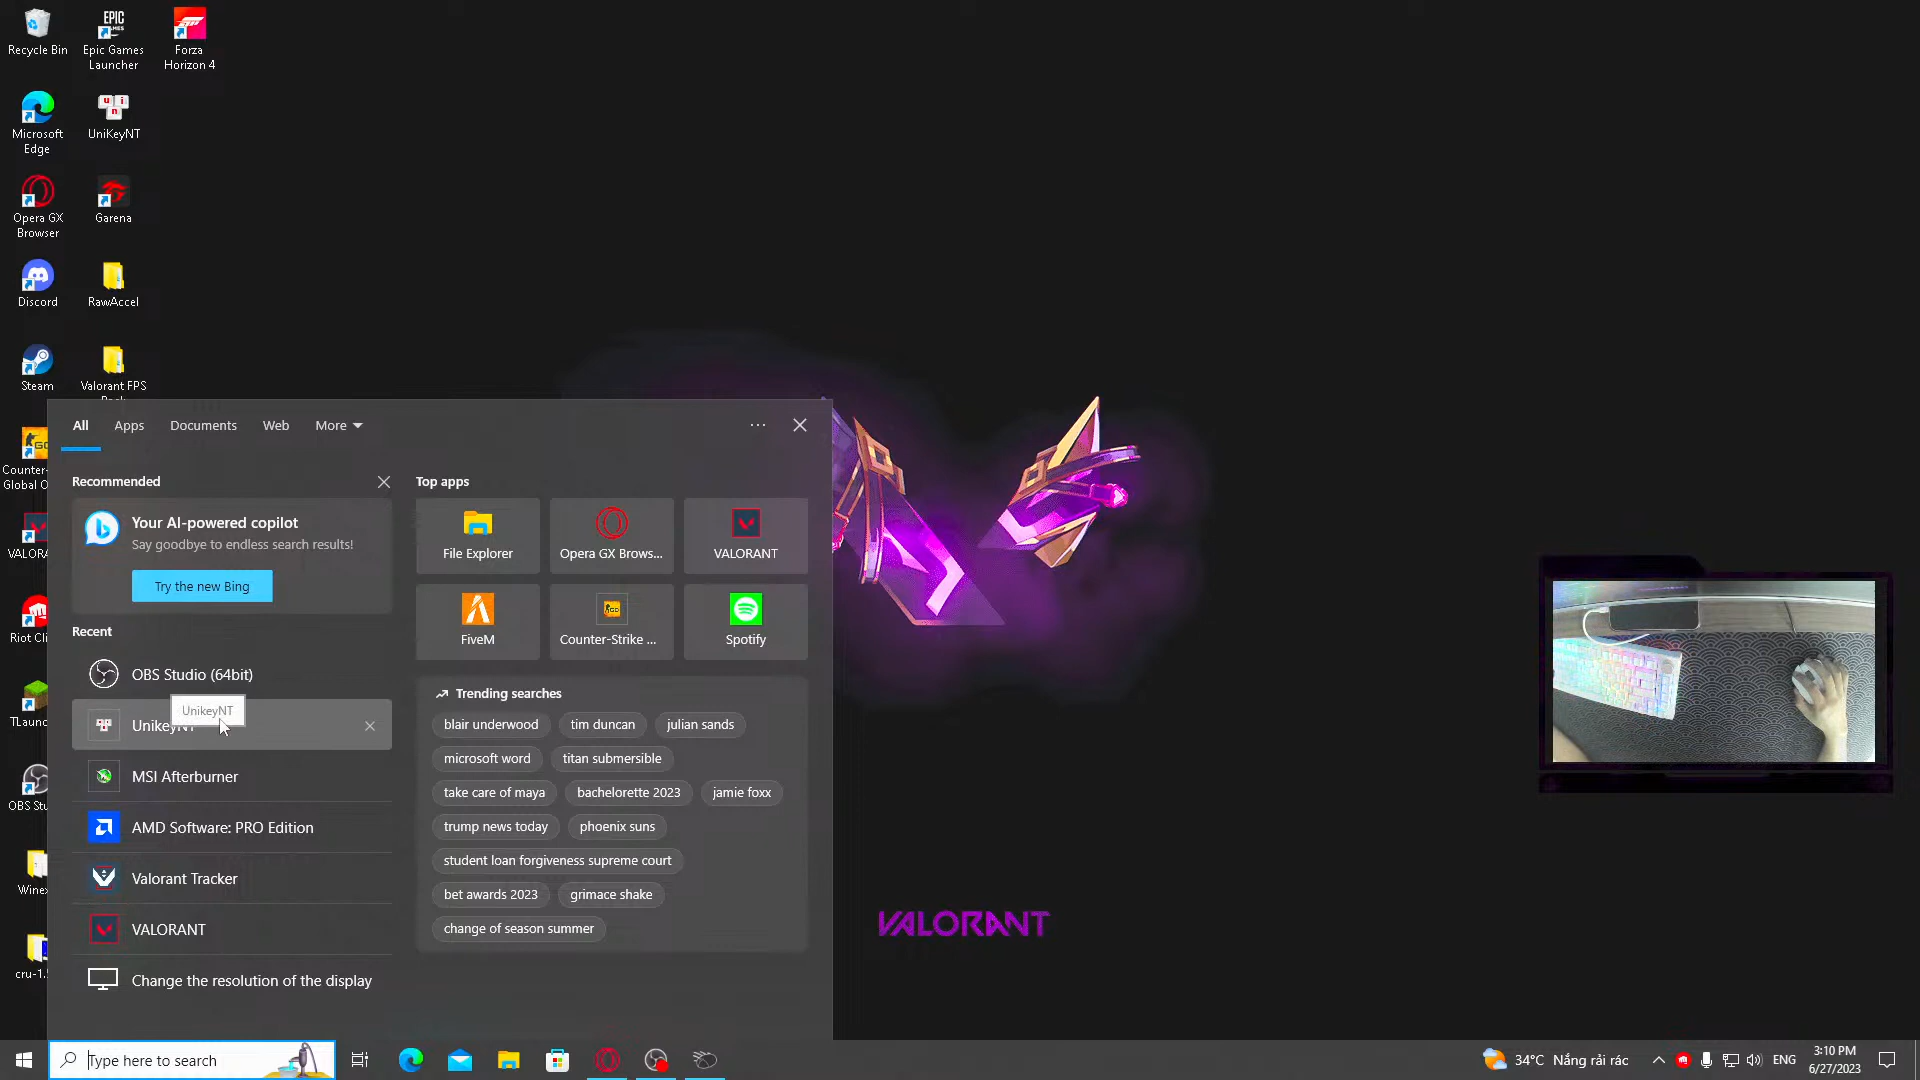 Recycle Bin
Epic Games
Launcher
Forza
Horizon 4
Microsoft
Edge
UniKeyNT
Opera GX
Browser
Garena
Discord
RawAccel
Steam
Valorant FPS
Counter-
Global O
VALORA
Riot Cli
TLaunc
OBS Stu
Winex
cru-1.5
All
Apps
Documents
Web
More
Recommended
Your AI-powered copilot
Say goodbye to endless search results!
Try the new Bing
Recent
OBS Studio (64bit)
UnikeyNT
UnikeyNT
MSI Afterburner
AMD Software: PRO Edition
Valorant Tracker
VALORANT
Change the resolution of the display
Top apps
File Explorer
Opera GX Brows...
VALORANT
FiveM
Counter-Strike ...
Spotify
Trending searches
blair underwood
tim duncan
julian sands
microsoft word
titan submersible
take care of maya
bachelorette 2023
jamie foxx
trump news today
phoenix suns
student loan forgiveness supreme court
bet awards 2023
grimace shake
change of season summer
VALORANT
Type here to search
34°C Nắng rải rác
ENG
3:10 PM
6/27/2023